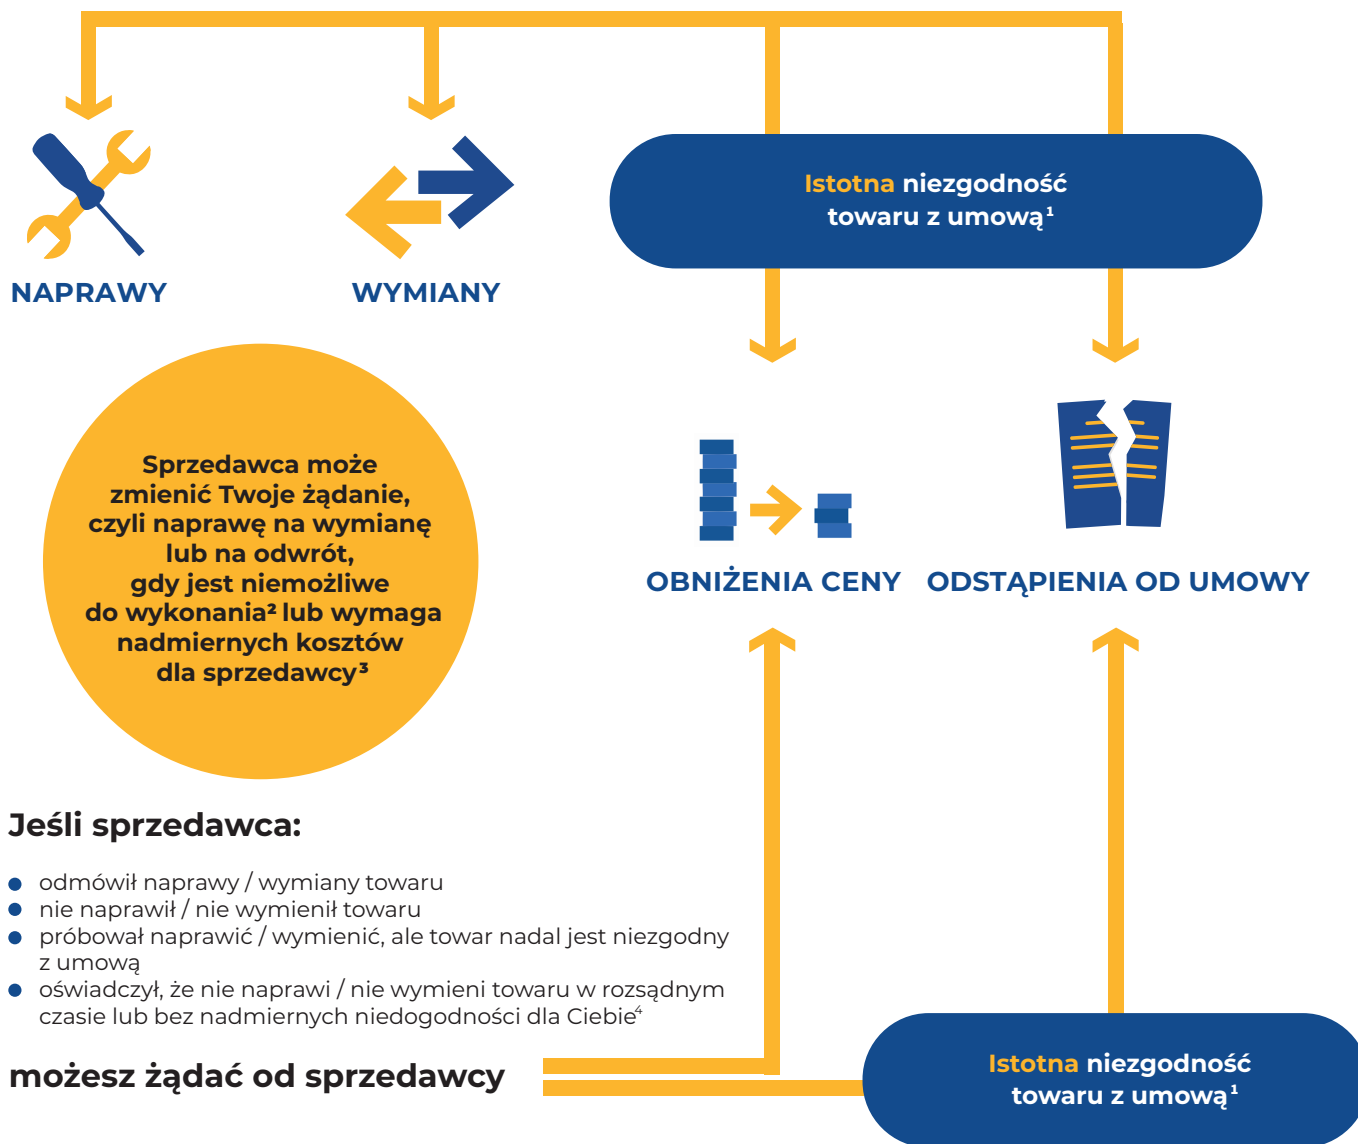 Istotna niezgodność
towaru z umową¹
NAPRAWY
WYMIANY
Sprzedawca może
zmienić Twoje żądanie,
czyli naprawę na wymianę
lub na odwrót,
gdy jest niemożliwe
do wykonania² lub wymaga
nadmiernych kosztów
dla sprzedawcy³
OBNIŻENIA CENY
ODSTĄPIENIA OD UMOWY
Jeśli sprzedawca:
odmówił naprawy / wymiany towaru
nie naprawił / nie wymienił towaru
próbował naprawić / wymienić, ale towar nadal jest niezgodny
z umową
oświadczył, że nie naprawi / nie wymieni towaru w rozsądnym
czasie lub bez nadmiernych niedogodności dla Ciebie⁴
możesz żądać od sprzedawcy
Istotna niezgodność
towaru z umową¹